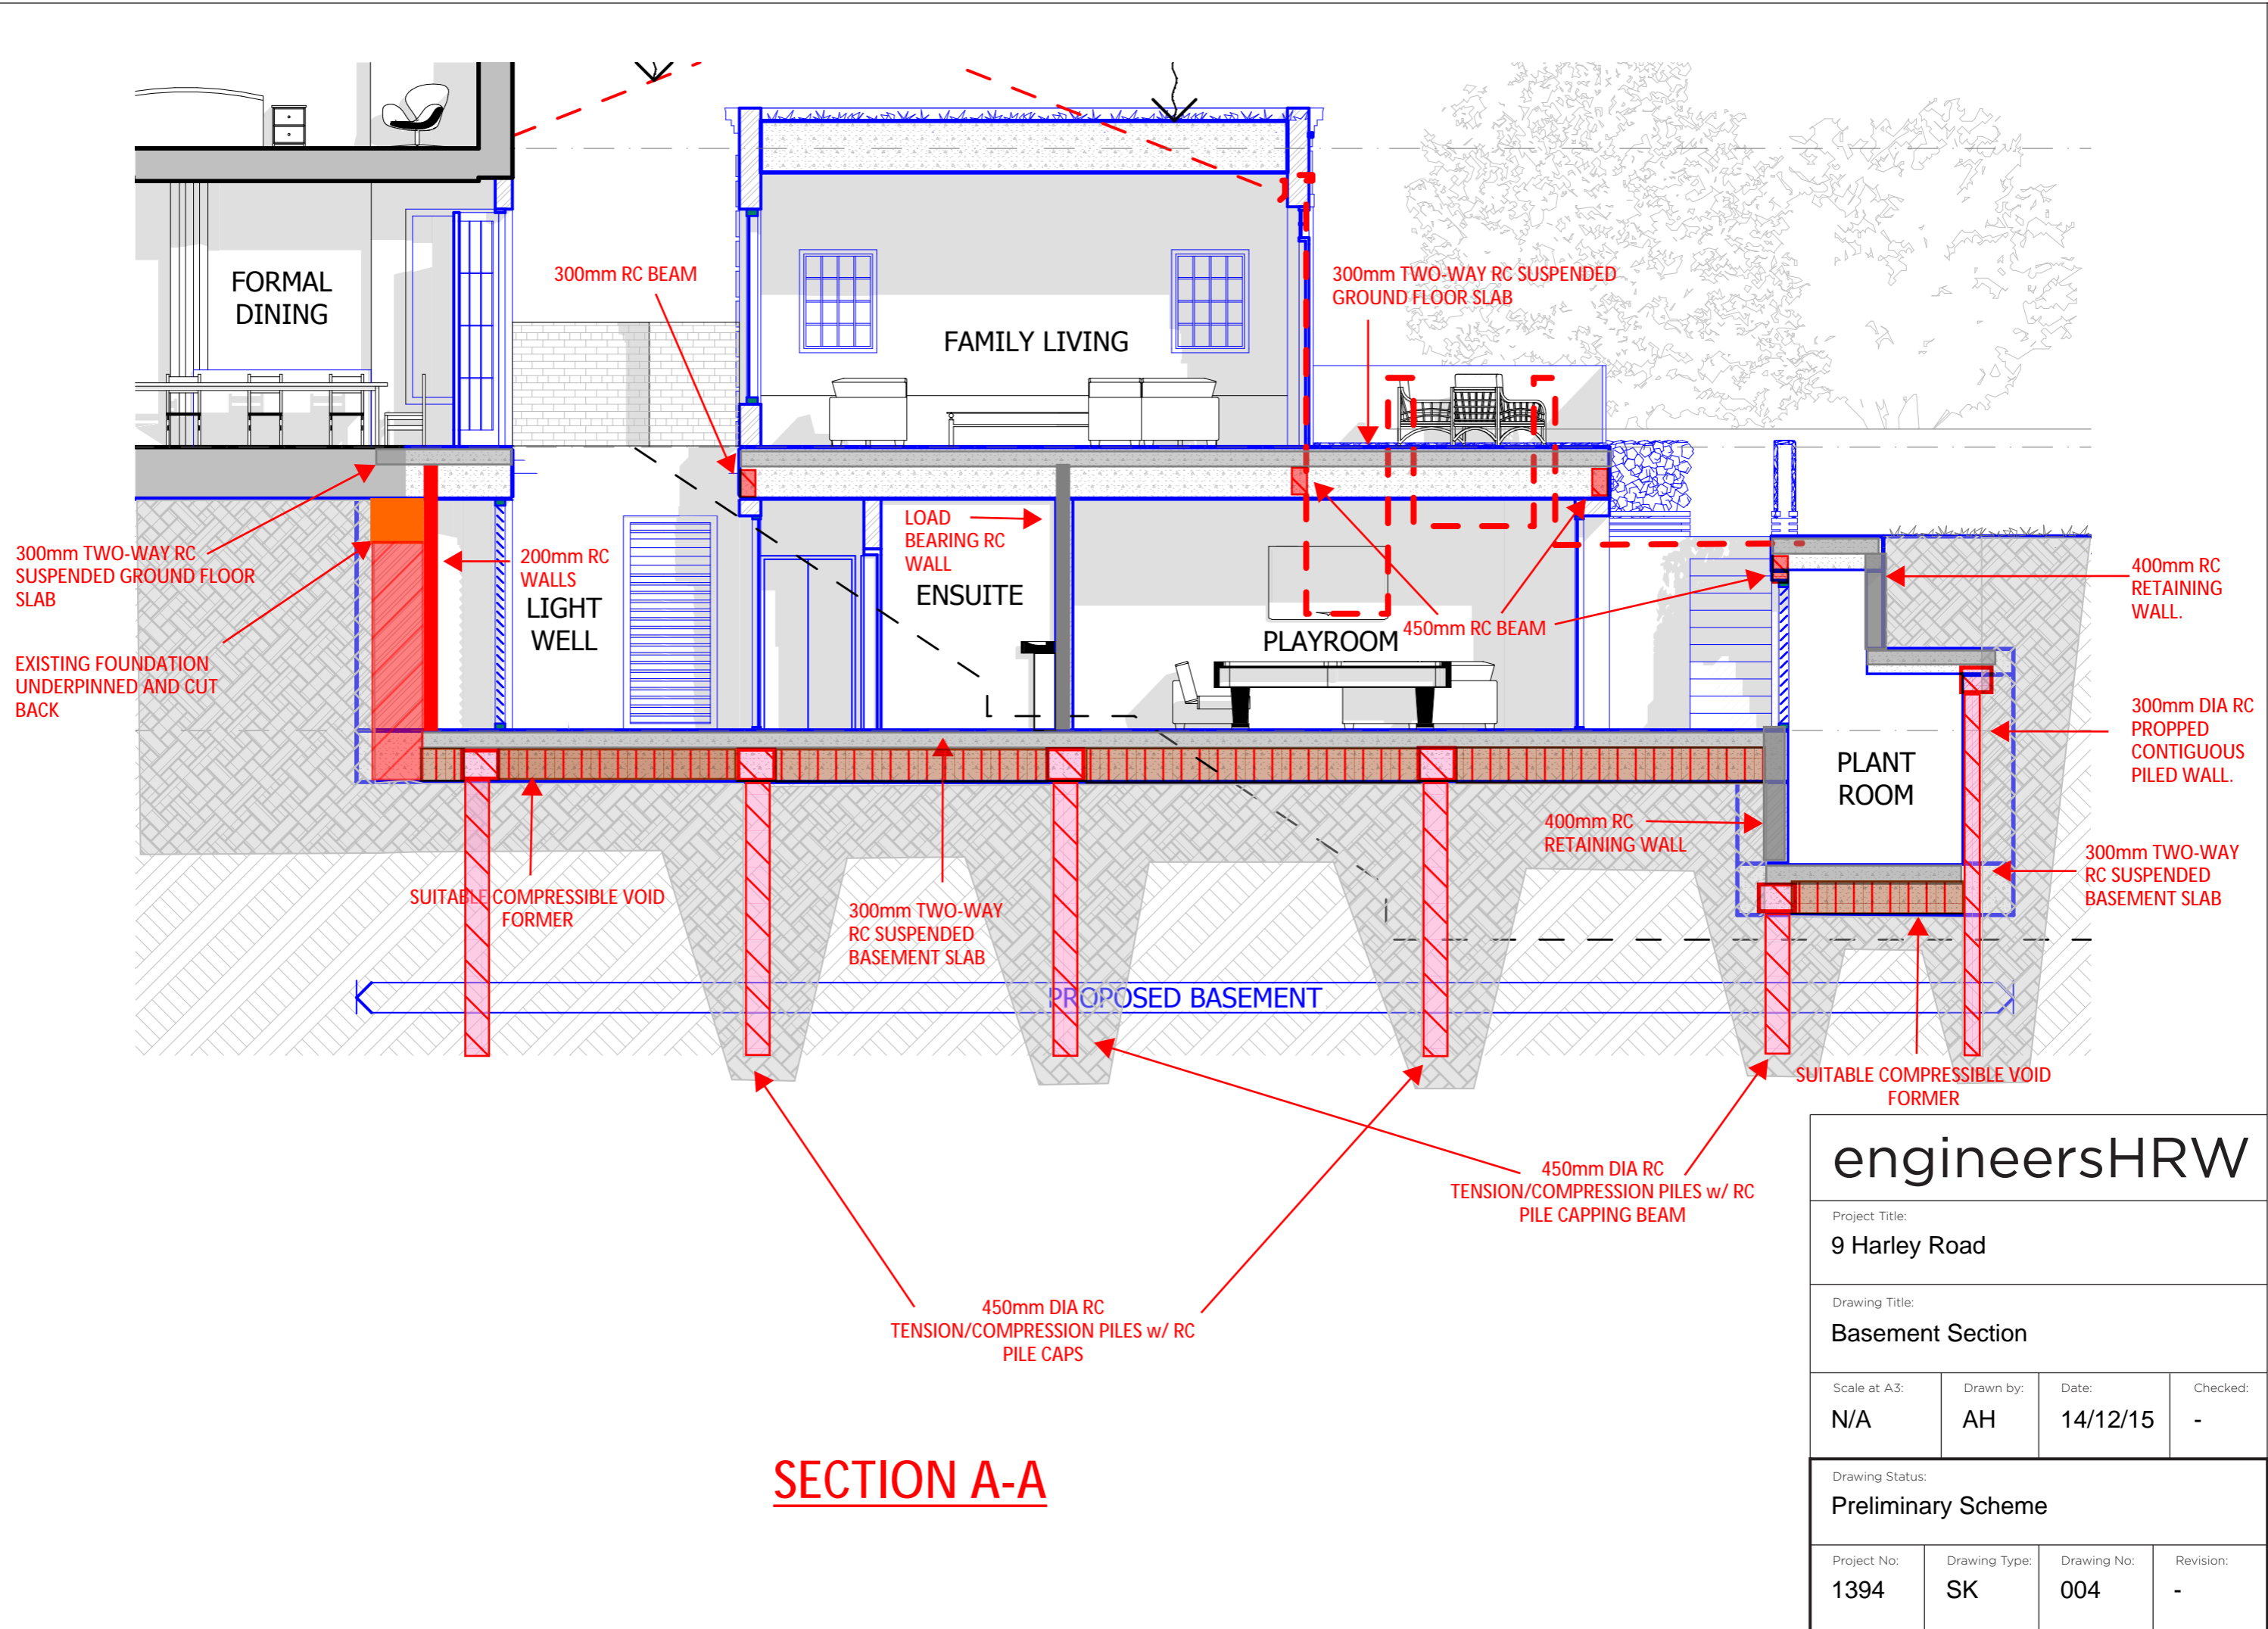 FORMAL
DINING
300mm RC BEAM
FAMILY LIVING
300mm TWO-WAY RC SUSPENDED
GROUND FLOOR SLAB
300mm TWO-WAY RC
SUSPENDED GROUND FLOOR
SLAB
200mm RC
WALLS
LIGHT
WELL
LOAD
BEARING RC
WALL
ENSUITE
PLAYROOM
450mm RC BEAM
400mm RC
RETAINING
WALL.
EXISTING FOUNDATION
UNDERPINNED AND CUT
BACK
300mm DIA RC
PROPPED
CONTIGUOUS
PILED WALL.
PLANT
ROOM
400mm RC
RETAINING WALL
300mm TWO-WAY
RC SUSPENDED
BASEMENT SLAB
SUITABLE COMPRESSIBLE VOID
FORMER
300mm TWO-WAY
RC SUSPENDED
BASEMENT SLAB
PROPOSED BASEMENT
SUITABLE COMPRESSIBLE VOID
FORMER
450mm DIA RC
TENSION/COMPRESSION PILES w/ RC
PILE CAPPING BEAM
450mm DIA RC
TENSION/COMPRESSION PILES w/ RC
PILE CAPS
SECTION A-A
engineersHRW
Project Title:
9 Harley Road
Drawing Title:
Basement Section
Scale at A3: Drawn by: Date: Checked:
N/A AH 14/12/15 -
Drawing Status:
Preliminary Scheme
Project No: Drawing Type: Drawing No: Revision:
1394 SK 004 -